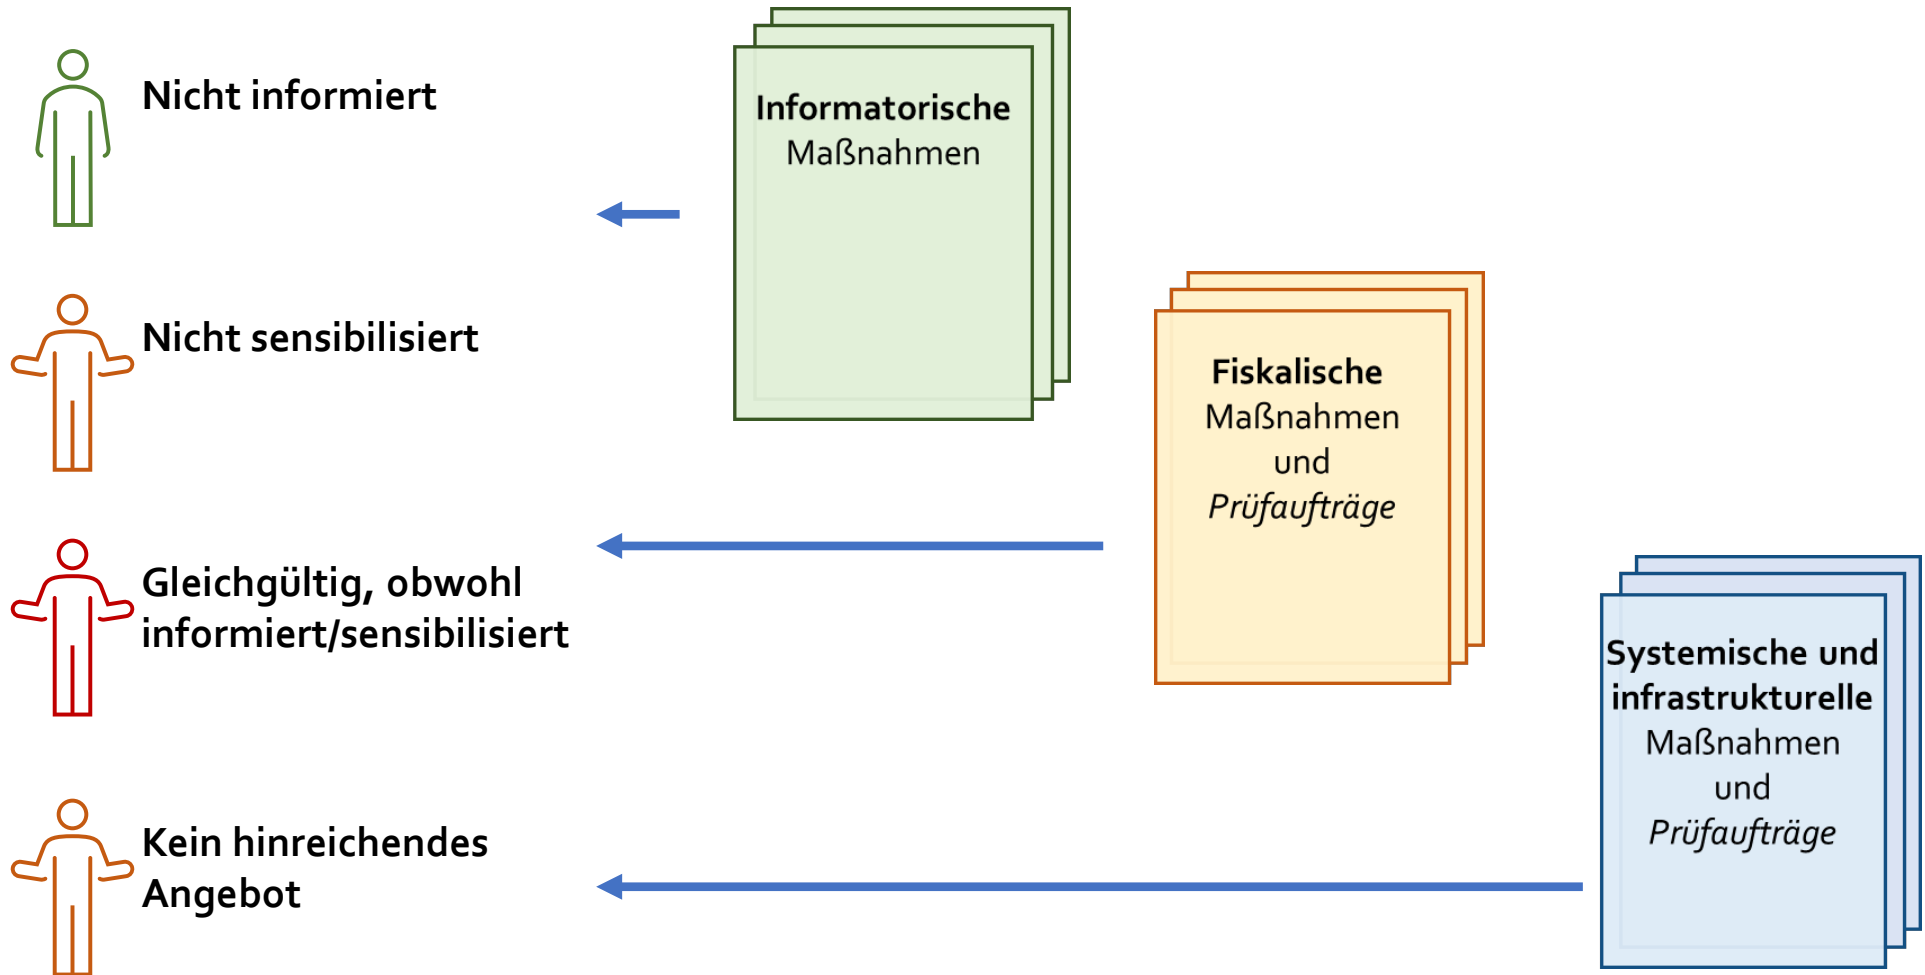 Nicht informiert
Informatorische
Maßnahmen
Nicht sensibilisiert
Fiskalische
Maßnahmen
und
Prüfaufträge
Gleichgültig, obwohl
informiert/sensibilisiert
Systemische und
infrastrukturelle
Maßnahmen
und
Prüfaufträge
Kein hinreichendes
Angebot